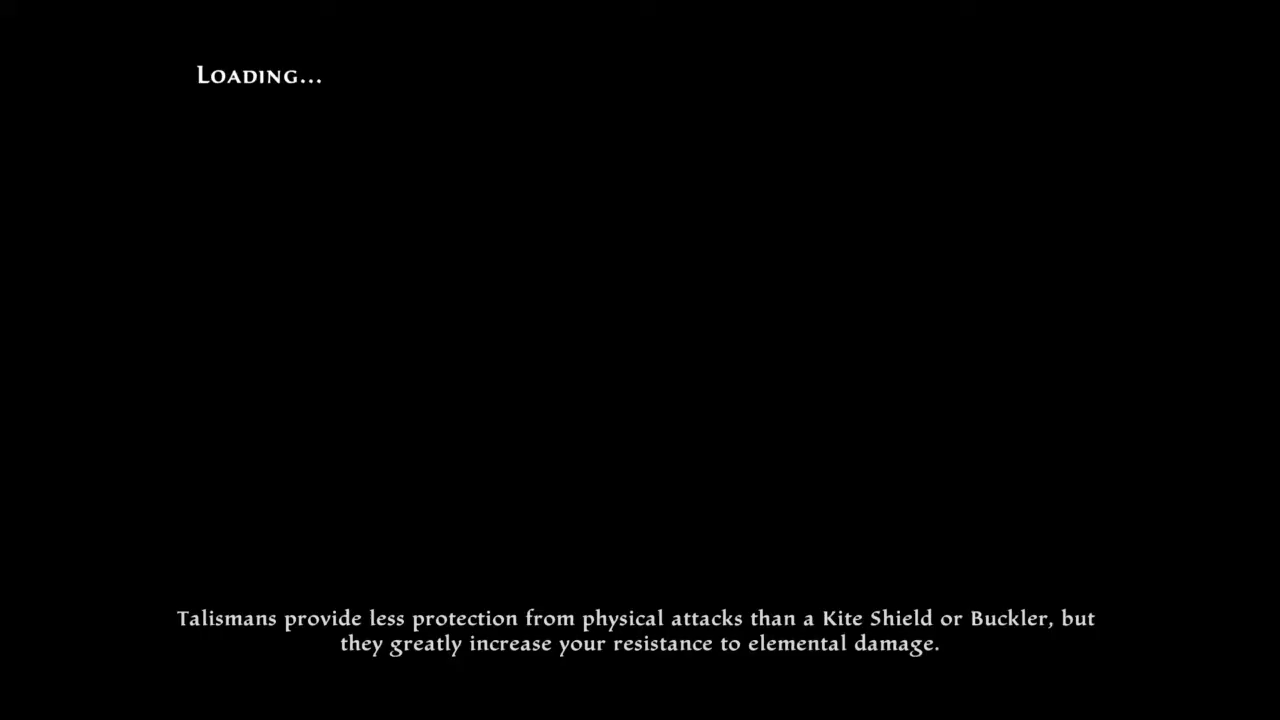 Loading...
Talismans provide less protection from physical attacks than a Kite Shield or Buckler, but
they greatly increase your resistance to elemental damage.